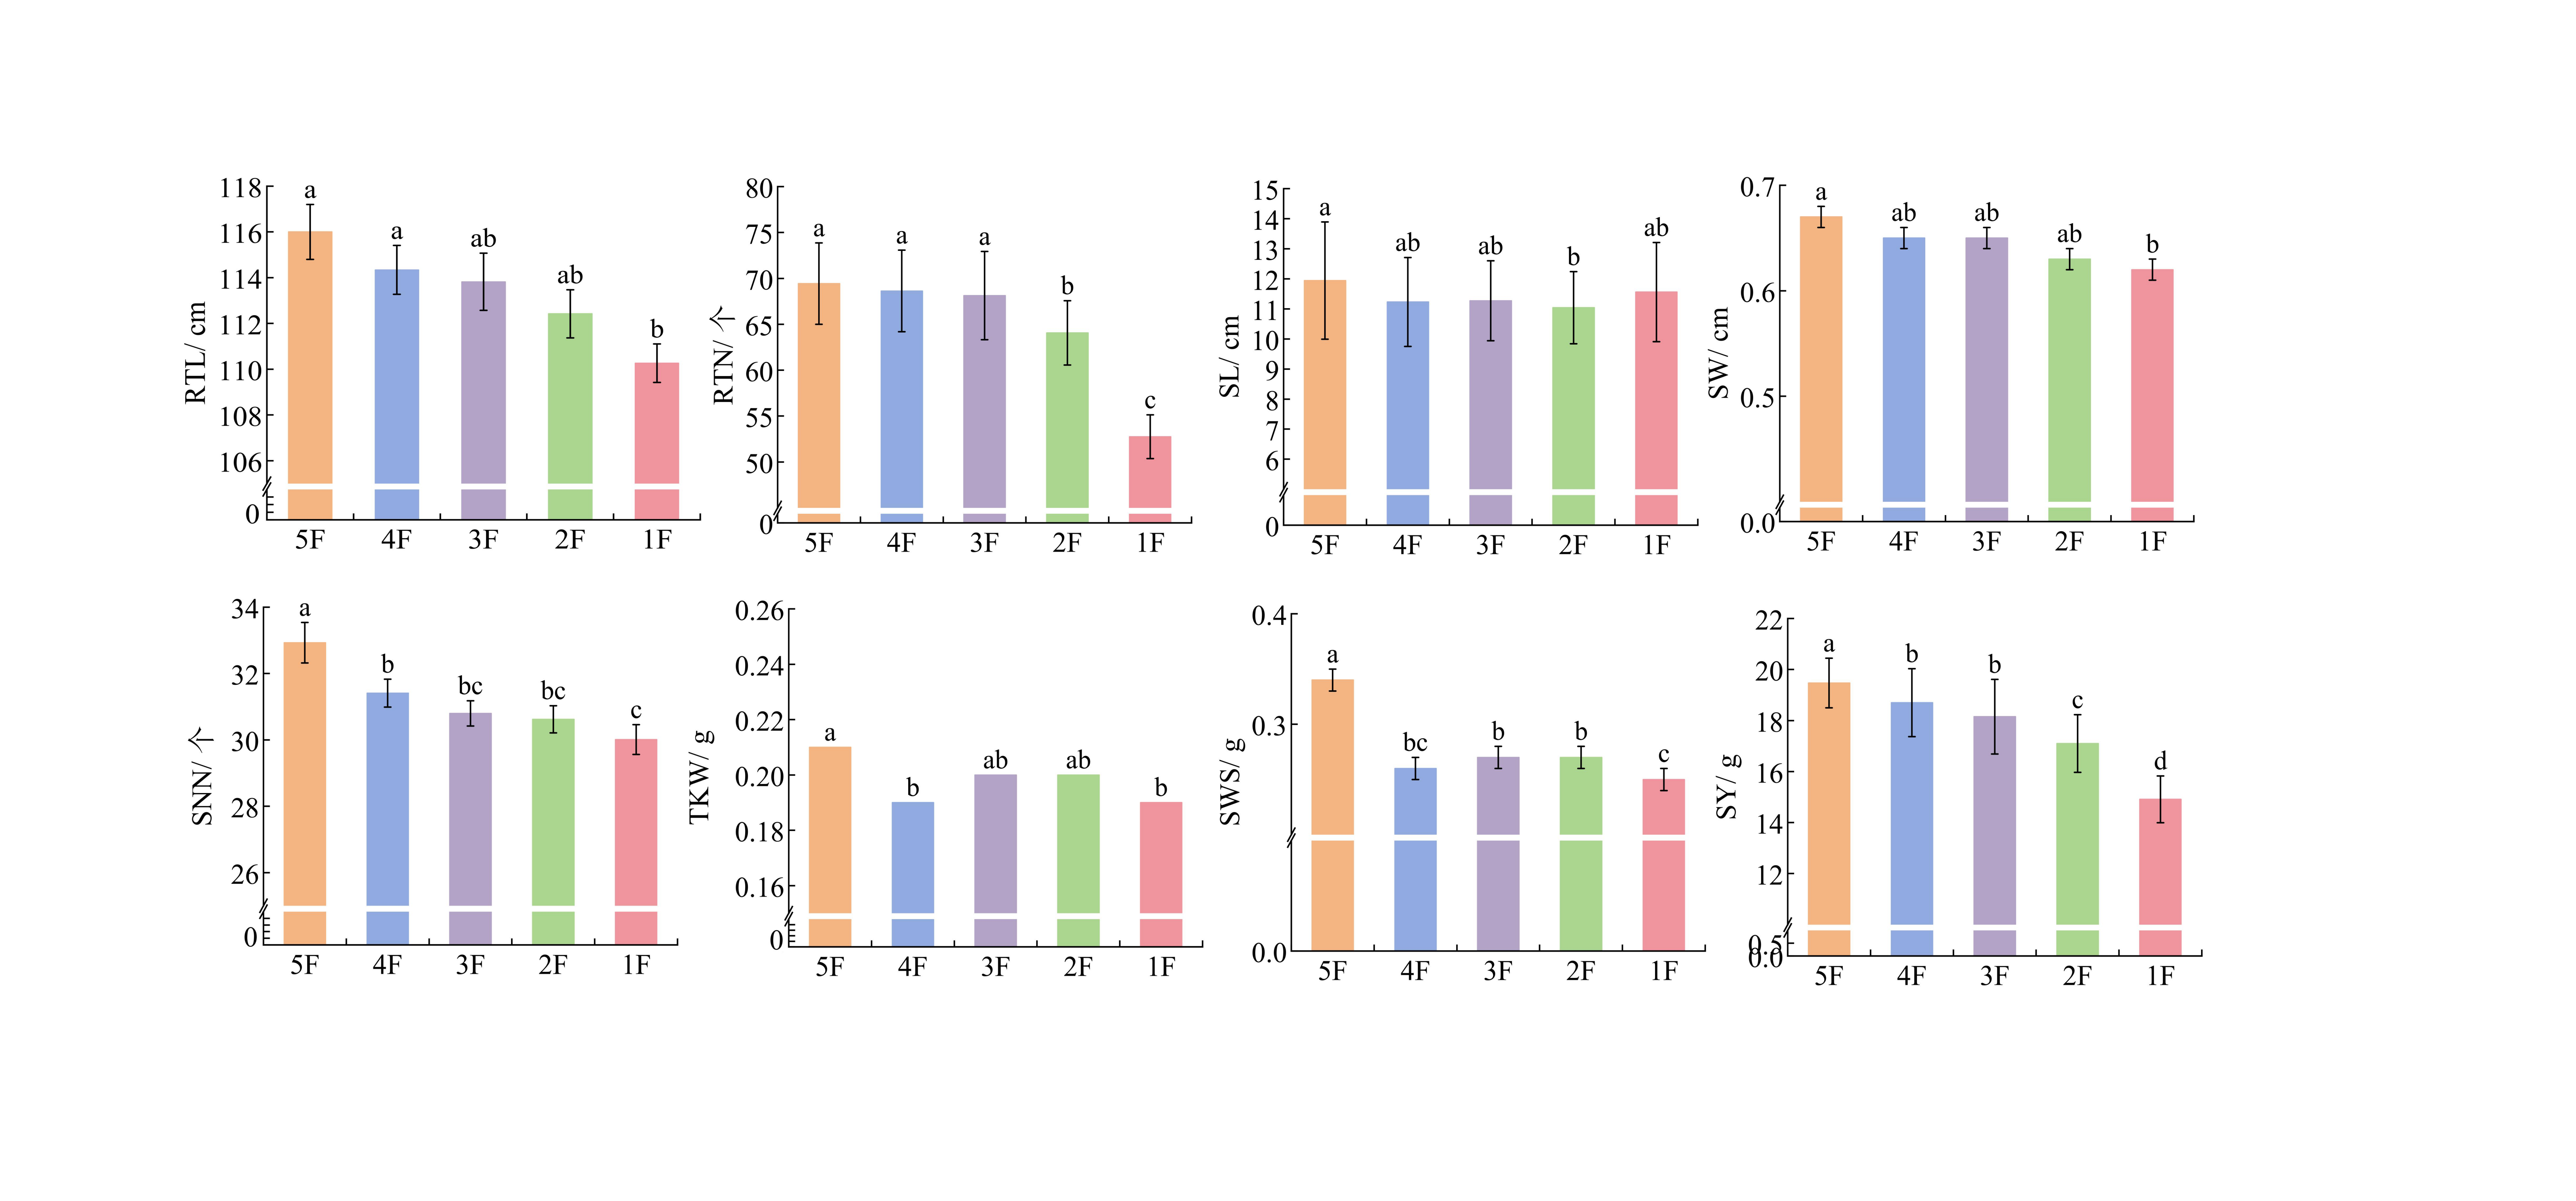 118
116
114
112
110
108
106
0
RTL/ cm
a
a
ab
ab
b
5F
4F
3F
2F
1F
80
75
70
65
60
55
50
0
RTN/ 个
a
a
a
b
c
5F
4F
3F
2F
1F
15
14
13
12
11
10
9
8
7
6
0
SL/ cm
a
ab
ab
b
ab
5F
4F
3F
2F
1F
0.7
0.6
0.5
0.0
SW/ cm
a
ab
ab
ab
b
5F
4F
3F
2F
1F
34
32
30
28
26
0
SNN/ 个
a
b
bc
bc
c
5F
4F
3F
2F
1F
0.26
0.24
0.22
0.20
0.18
0.16
0
TKW/ g
a
b
ab
ab
b
5F
4F
3F
2F
1F
0.4
0.3
0.0
SWS/ g
a
bc
b
b
c
5F
4F
3F
2F
1F
22
20
18
16
14
12
0.5
0.0
SY/ g
a
b
b
c
d
5F
4F
3F
2F
1F